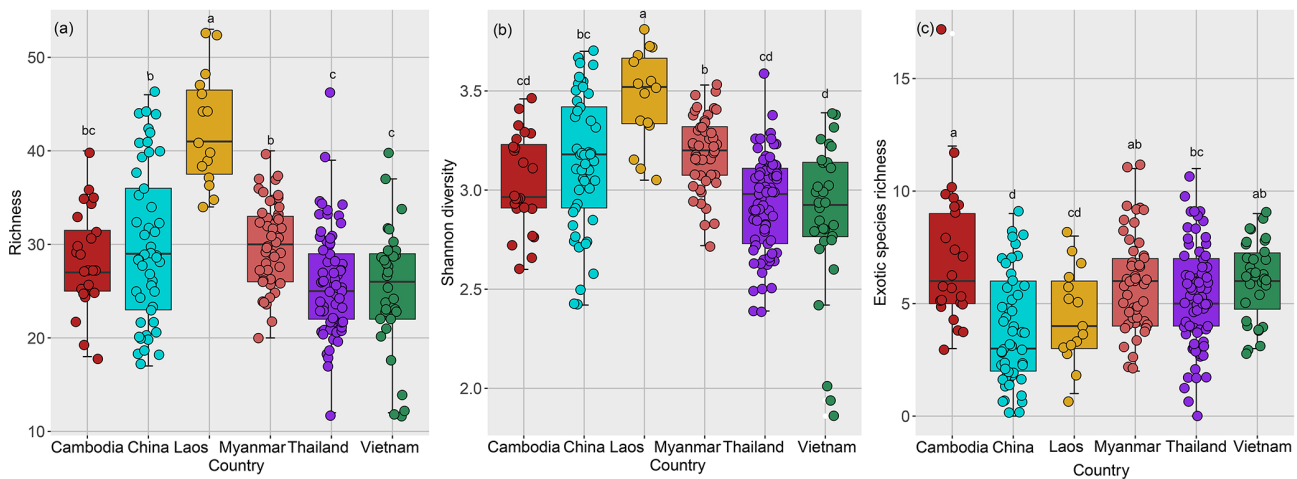 (a)
a
b
bc
b
c
c
Richness
50
40
30
20
10
Cambodia China Laos Myanmar Thailand Vietnam
Country
(b)
a
bc
cd
b
cd
d
Shannon diversity
3.5
3.0
2.5
2.0
Cambodia China Laos Myanmar Thailand Vietnam
Country
(c)
a
d
cd
ab
bc
ab
Exotic species richness
15
10
5
0
Cambodia China Laos Myanmar Thailand Vietnam
Country